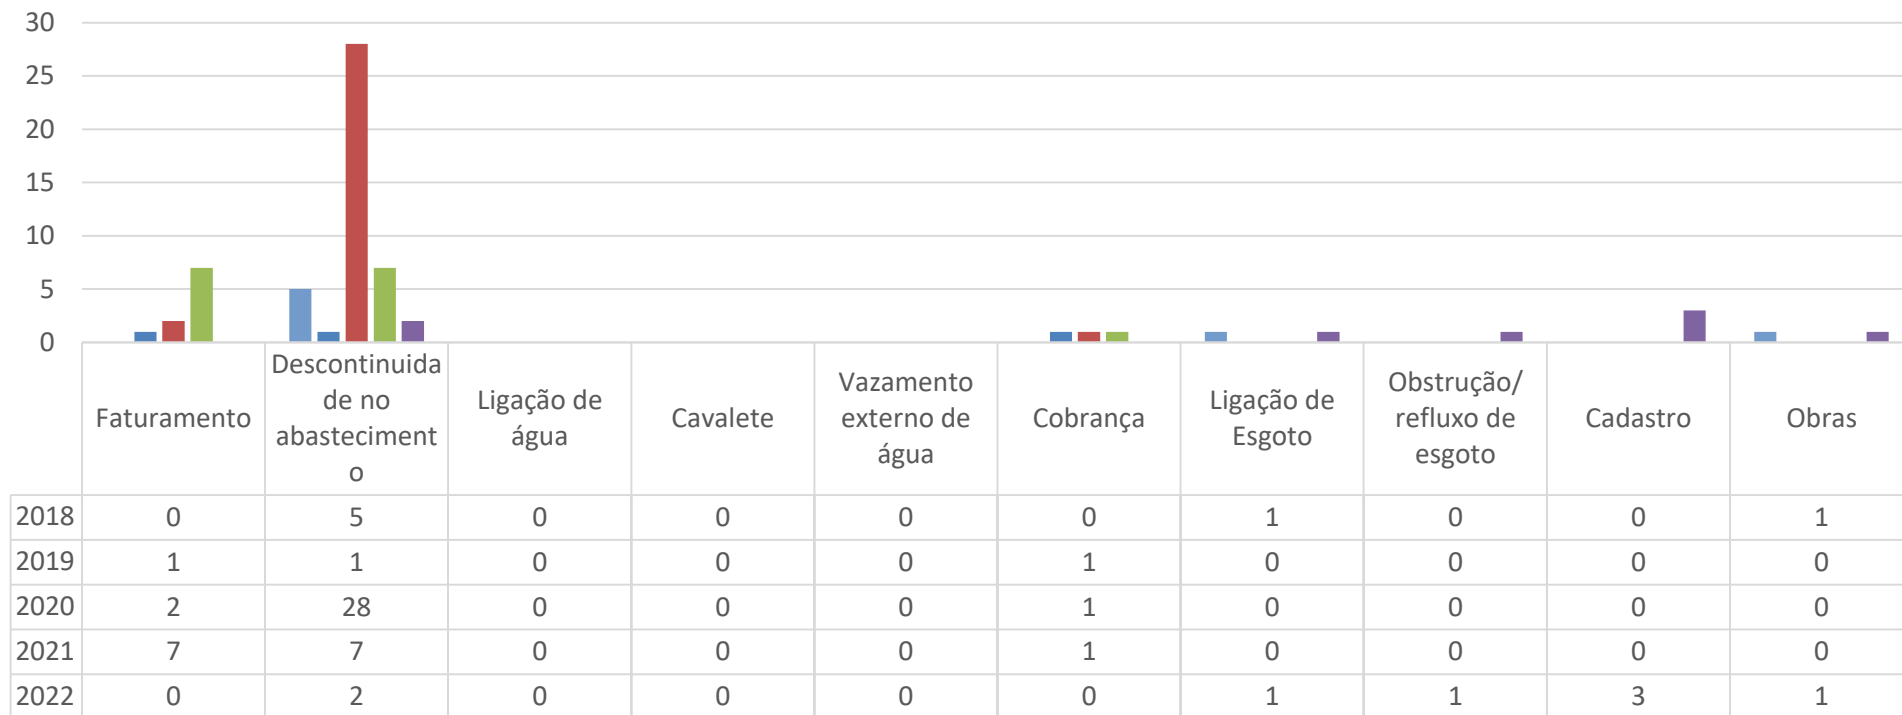 30
25
20
15
10
5
0
Faturamento
Descontinuida
de no
abasteciment
o
Ligação de
água
Cavalete
Vazamento
externo de
água
Cobrança
Ligação de
Esgoto
Obstrução/
refluxo de
esgoto
Cadastro
Obras
2018 0 5 0 0 0 0 1 0 0 1
2019 1 1 0 0 0 1 0 0 0 0
2020 2 28 0 0 0 1 0 0 0 0
2021 7 7 0 0 0 1 0 0 0 0
2022 0 2 0 0 0 0 1 1 3 1